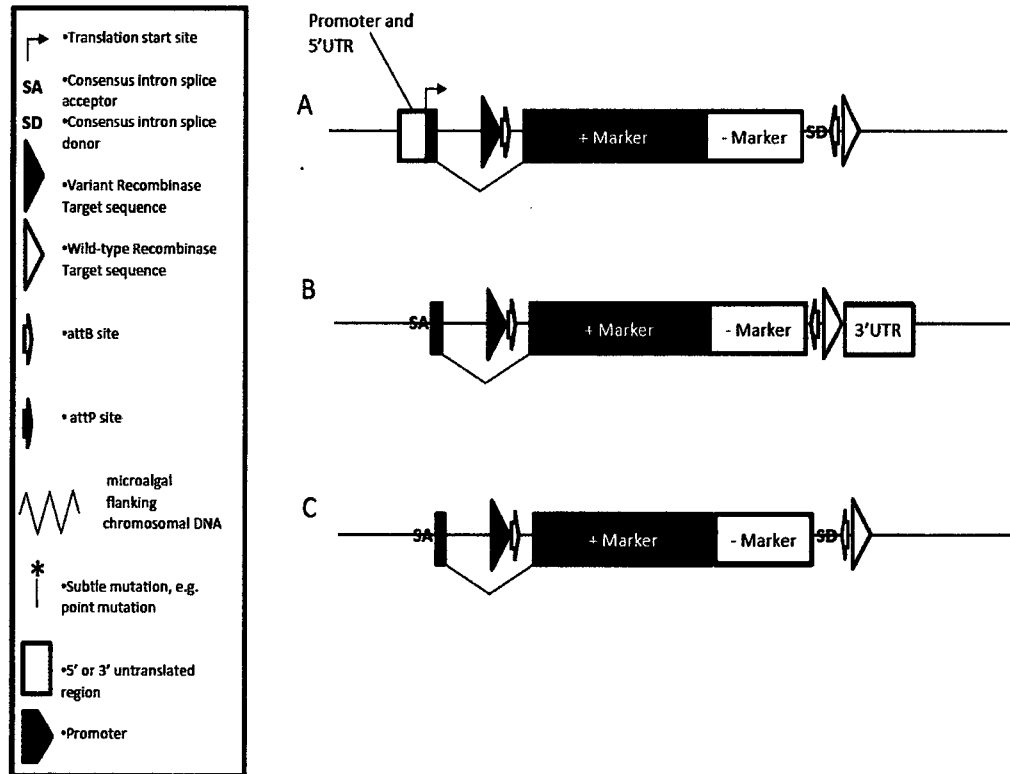 •Translation start site
SA •Consensus intron splice
acceptor
SD •Consensus intron splice
donor
•Variant Recombinase
Target sequence
•Wild-type Recombinase
Target sequence
•attB site
• attP site
microalgal
flanking
chromosomal DNA
*
•Subtle mutation, e.g.
point mutation
•5' or 3' untranslated
region
•Promoter
Promoter and
5'UTR
A
+ Marker
- Marker
SD
B
SA
+ Marker
- Marker
3'UTR
C
SA
+ Marker
- Marker
SD